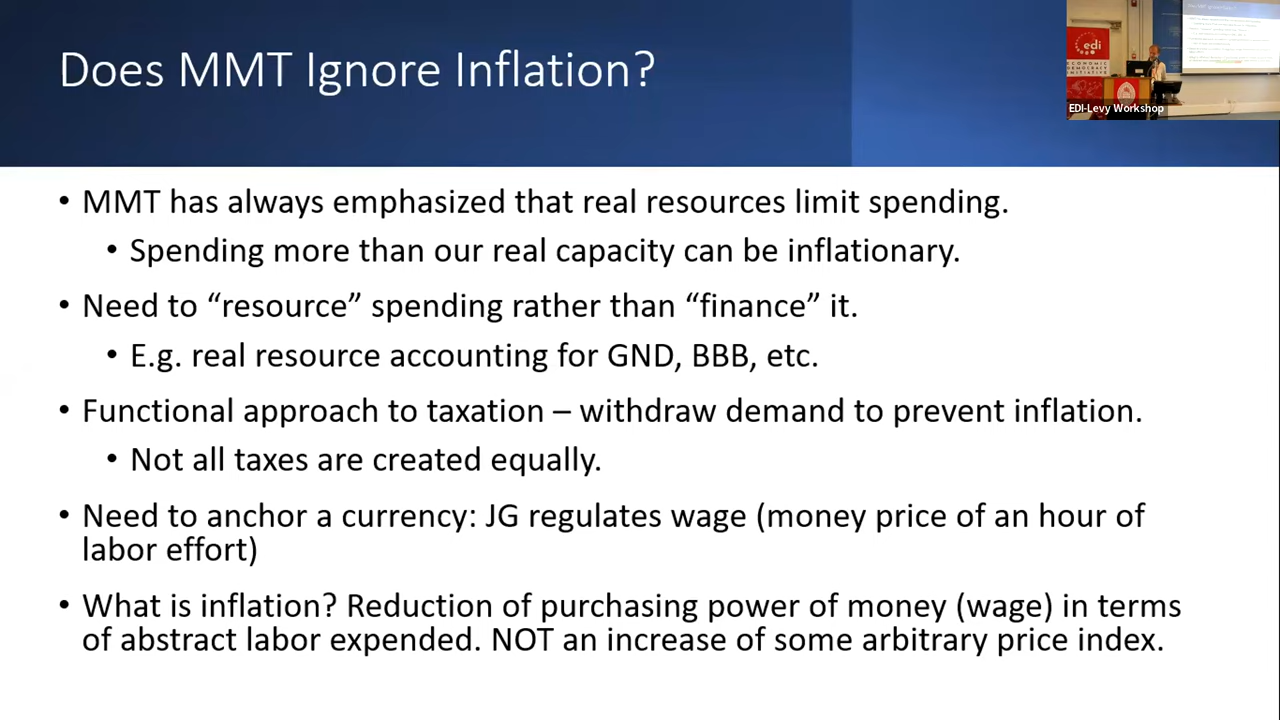 Does MMT Ignore Inflation?
edi
ECONOMIC
DEMOCRACY
INITIATIVE
EDI-Levy Workshop
• MMT has always emphasized that real resources limit spending.
• Spending more than our real capacity can be inflationary.
• Need to “resource” spending rather than “finance” it.
• E.g. real resource accounting for GND, BBB, etc.
• Functional approach to taxation – withdraw demand to prevent inflation.
• Not all taxes are created equally.
• Need to anchor a currency: JG regulates wage (money price of an hour of
labor effort)
• What is inflation? Reduction of purchasing power of money (wage) in terms
of abstract labor expended. NOT an increase of some arbitrary price index.